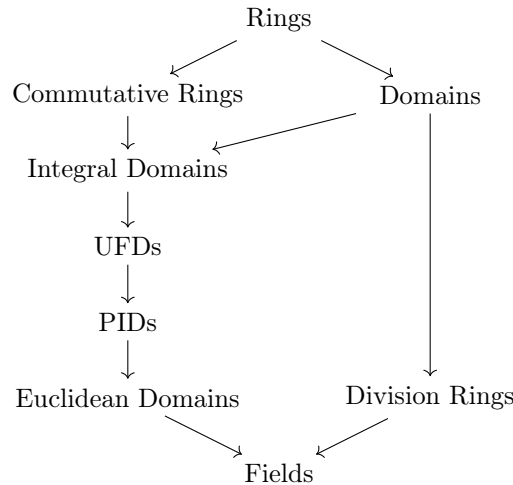 Rings
Commutative Rings
Domains
Integral Domains
UFDs
PIDs
Euclidean Domains
Division Rings
Fields